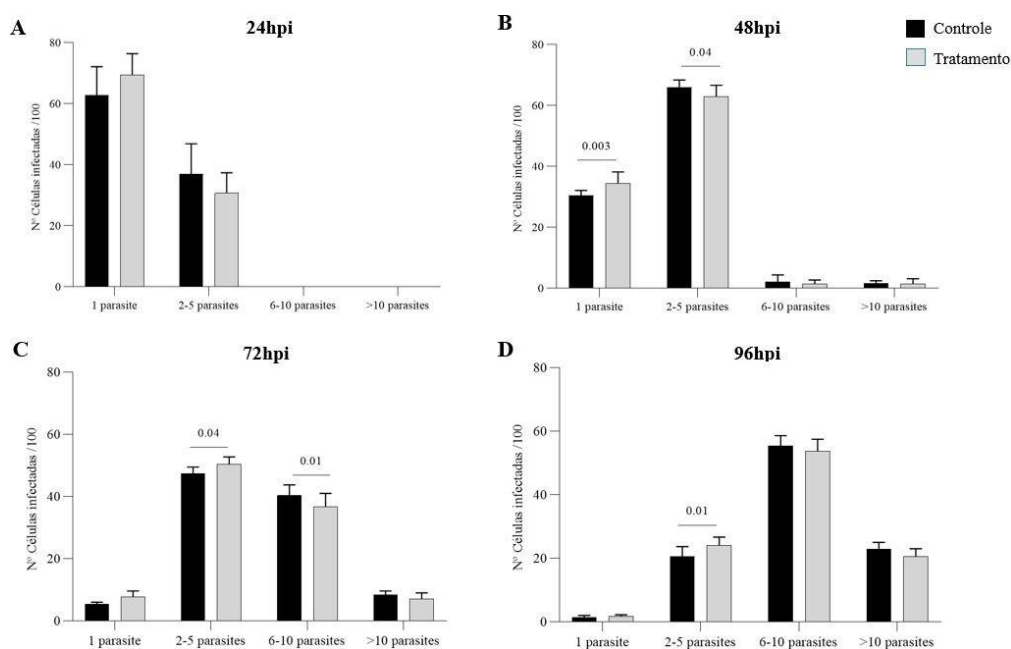 A
24hpi
80
60
40
20
0
Nº Células infectadas /100
1 parasite
2-5 parasites
6-10 parasites
>10 parasites
B
48hpi
Controle
Tratamento
80
60
40
20
0
Nº Células infectadas /100
0.003
0.04
1 parasite
2-5 parasites
6-10 parasites
>10 parasites
C
72hpi
80
60
40
20
0
Nº Células infectadas /100
0.04
0.01
1 parasite
2-5 parasites
6-10 parasites
>10 parasites
D
96hpi
80
60
40
20
0
Nº Células infectadas /100
0.01
1 parasite
2-5 parasites
6-10 parasites
>10 parasites